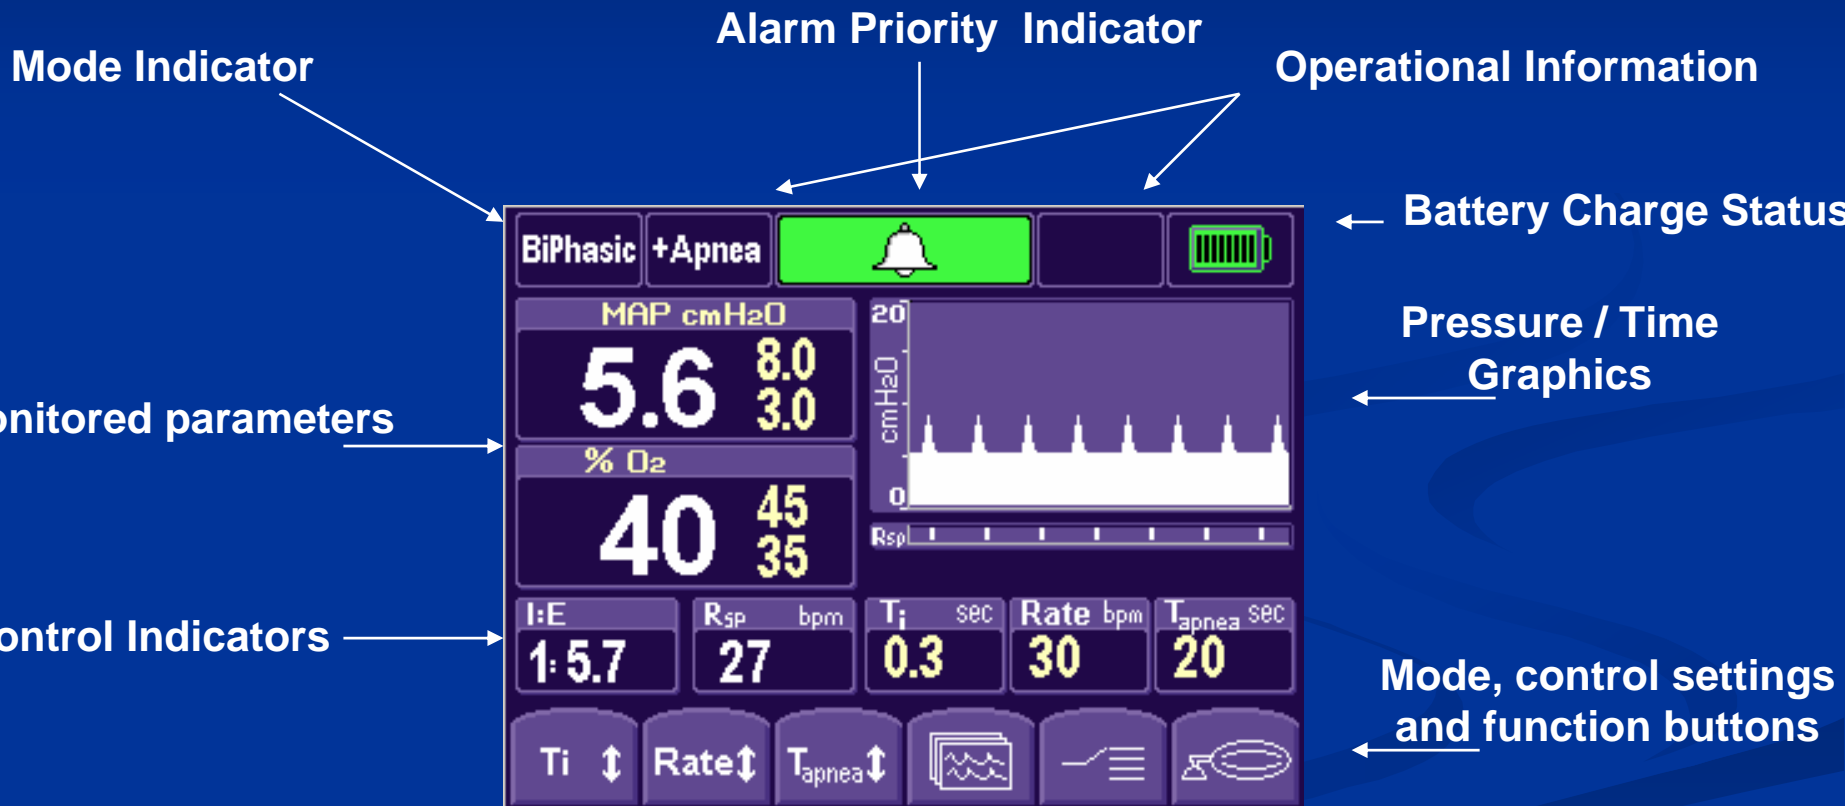 Alarm Priority Indicator
Mode Indicator
Operational Information
Battery Charge Status
BiPhasic +Apnea
MAP cmH2O
5.6 8.0
3.0
20
cmH2O
0
Pressure / Time
Graphics
onitored parameters
% O2
40 45
35
Rsp
ontrol Indicators
I:E Rsp bpm Ti sec Rate bpm Tapnea sec
1:5.7 27 0.3 30 20
Mode, control settings
and function buttons
Ti Rate Tapnea